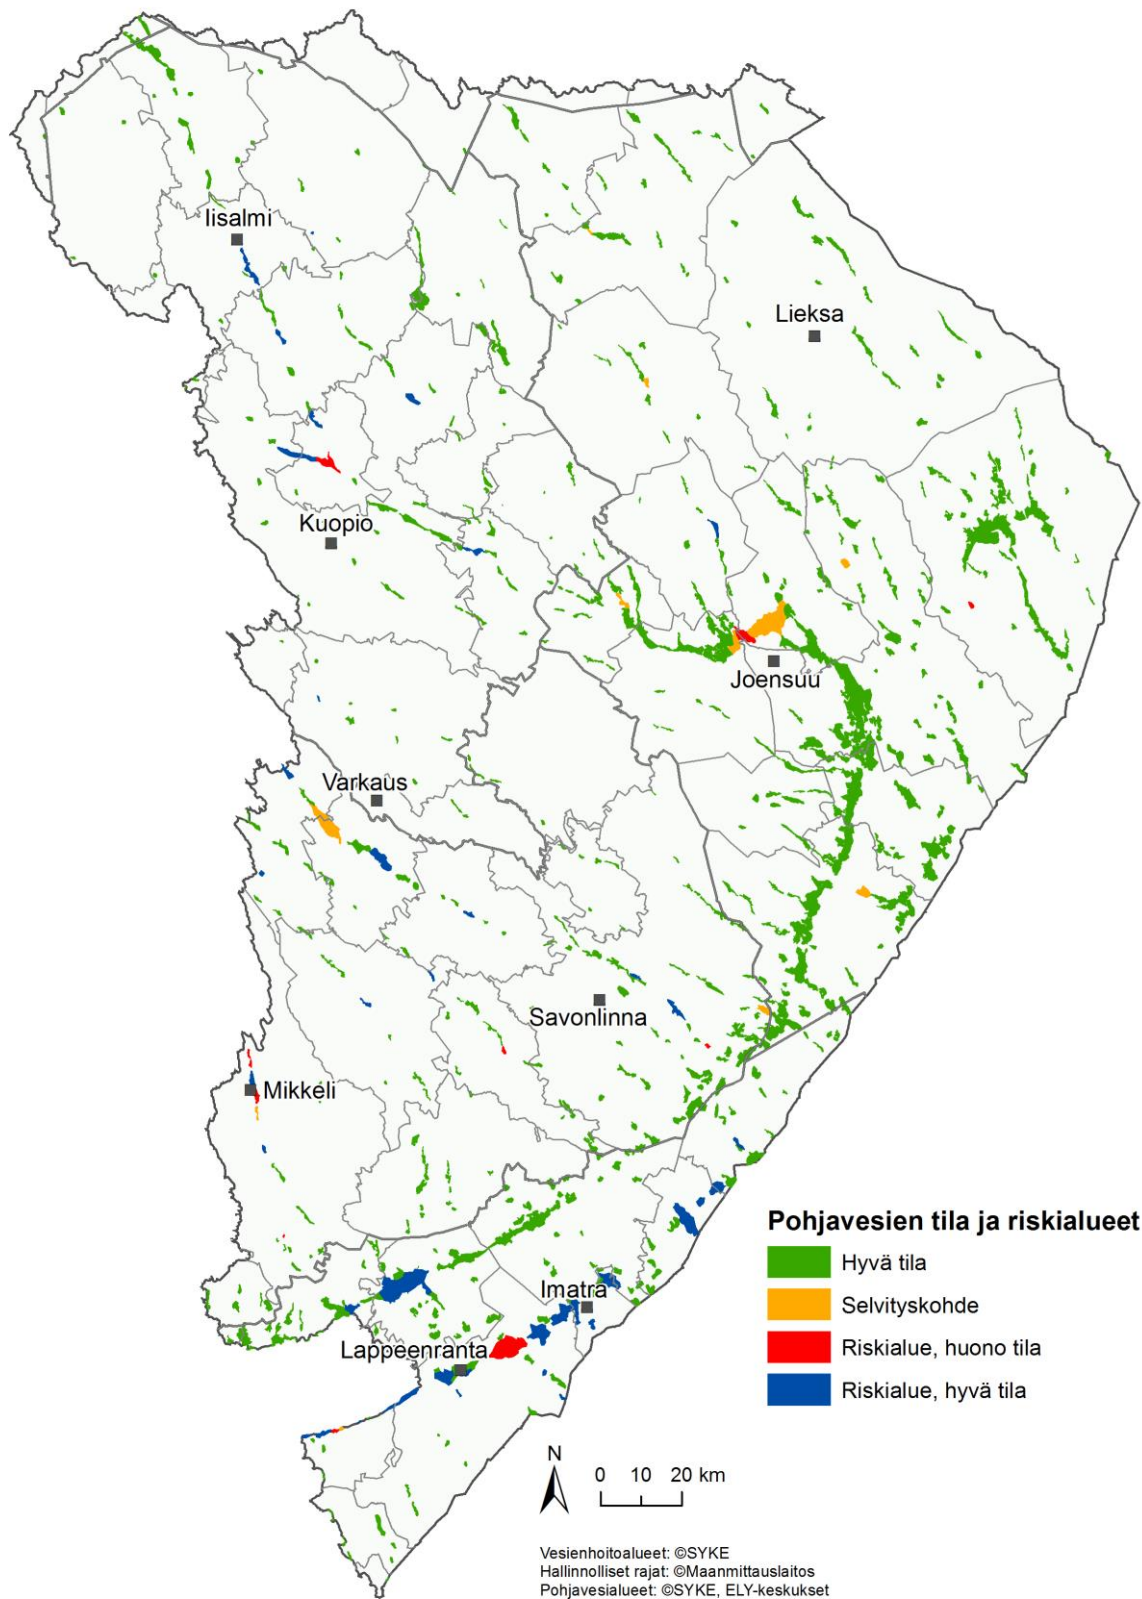 Iisalmi
Lieksa
Kuopio
Joensuu
Varkaus
Savonlinna
Mikkeli
Pohjavesien tila ja riskialueet
Hyvä tila
Selvityskohde
Riskialue, huono tila
Riskialue, hyvä tila
Imatra
Lappeenranta
N
0 10 20 km
Vesienhoitoalueet: ©SYKE
Hallinnolliset rajat: ©Maanmittauslaitos
Pohjavesialueet: ©SYKE, ELY-keskukset